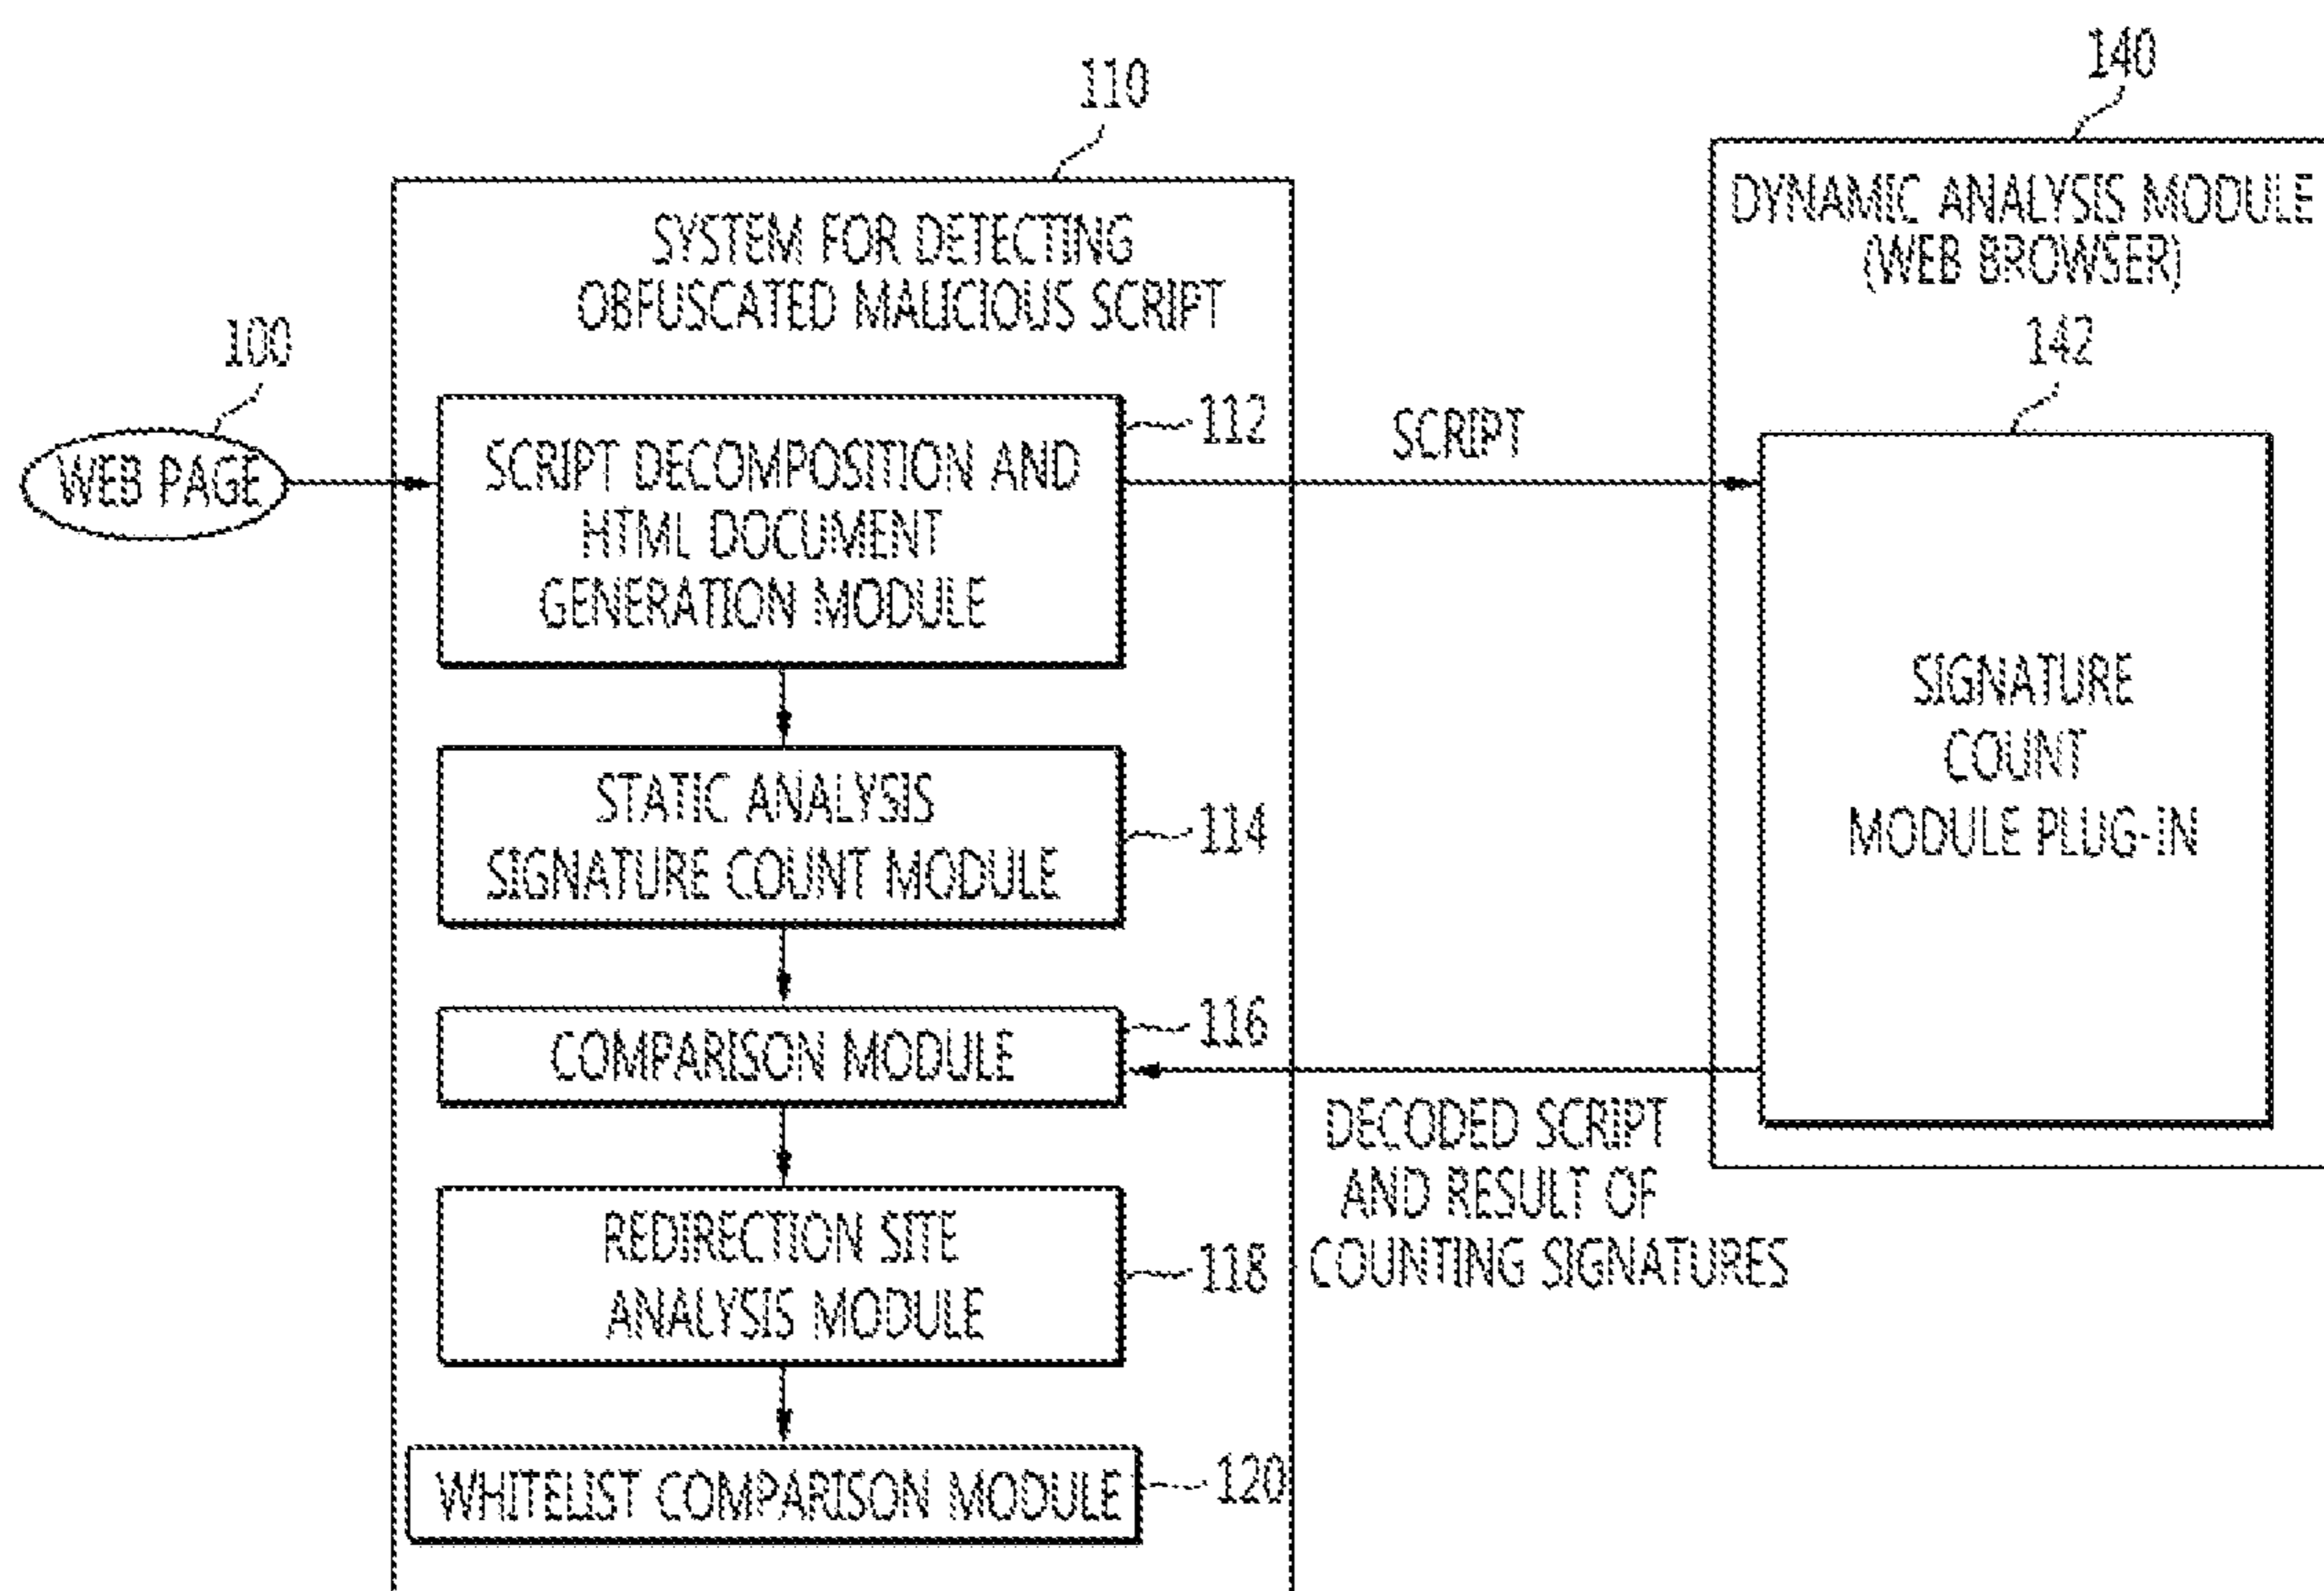 110
SYSTEM FOR DETECTING
OBFUSCATED MALICIOUS SCRIPT
100
WEB PAGE
112
SCRIPT DECOMPOSITION AND
HTML DOCUMENT
GENERATION MODULE
114
STATIC ANALYSIS
SIGNATURE COUNT MODULE
116
COMPARISON MODULE
118
REDIRECTION SITE
ANALYSIS MODULE
120
WHITELIST COMPARISON MODULE
SCRIPT
DECODED SCRIPT
AND RESULT OF
COUNTING SIGNATURES
140
DYNAMIC ANALYSIS MODULE
(WEB BROWSER)
142
SIGNATURE
COUNT
MODULE PLUG-IN